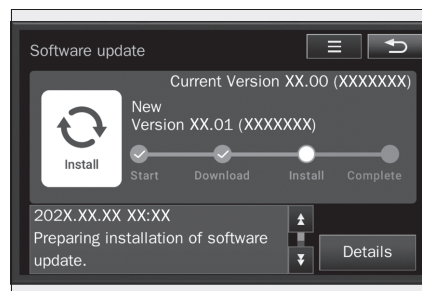 Software update
Current Version XX.00 (XXXXXXX)
New
Version XX.01 (XXXXXXX)
Install
Start Download Install Complete
202X.XX.XX XX:XX
Preparing installation of software
update.
Details